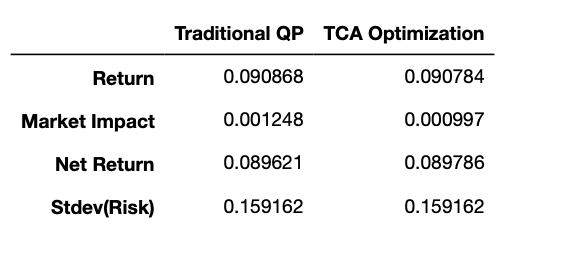 Traditional QP TCA Optimization
Return 0.090868 0.090784
Market Impact 0.001248 0.000997
Net Return 0.089621 0.089786
Stdev(Risk) 0.159162 0.159162